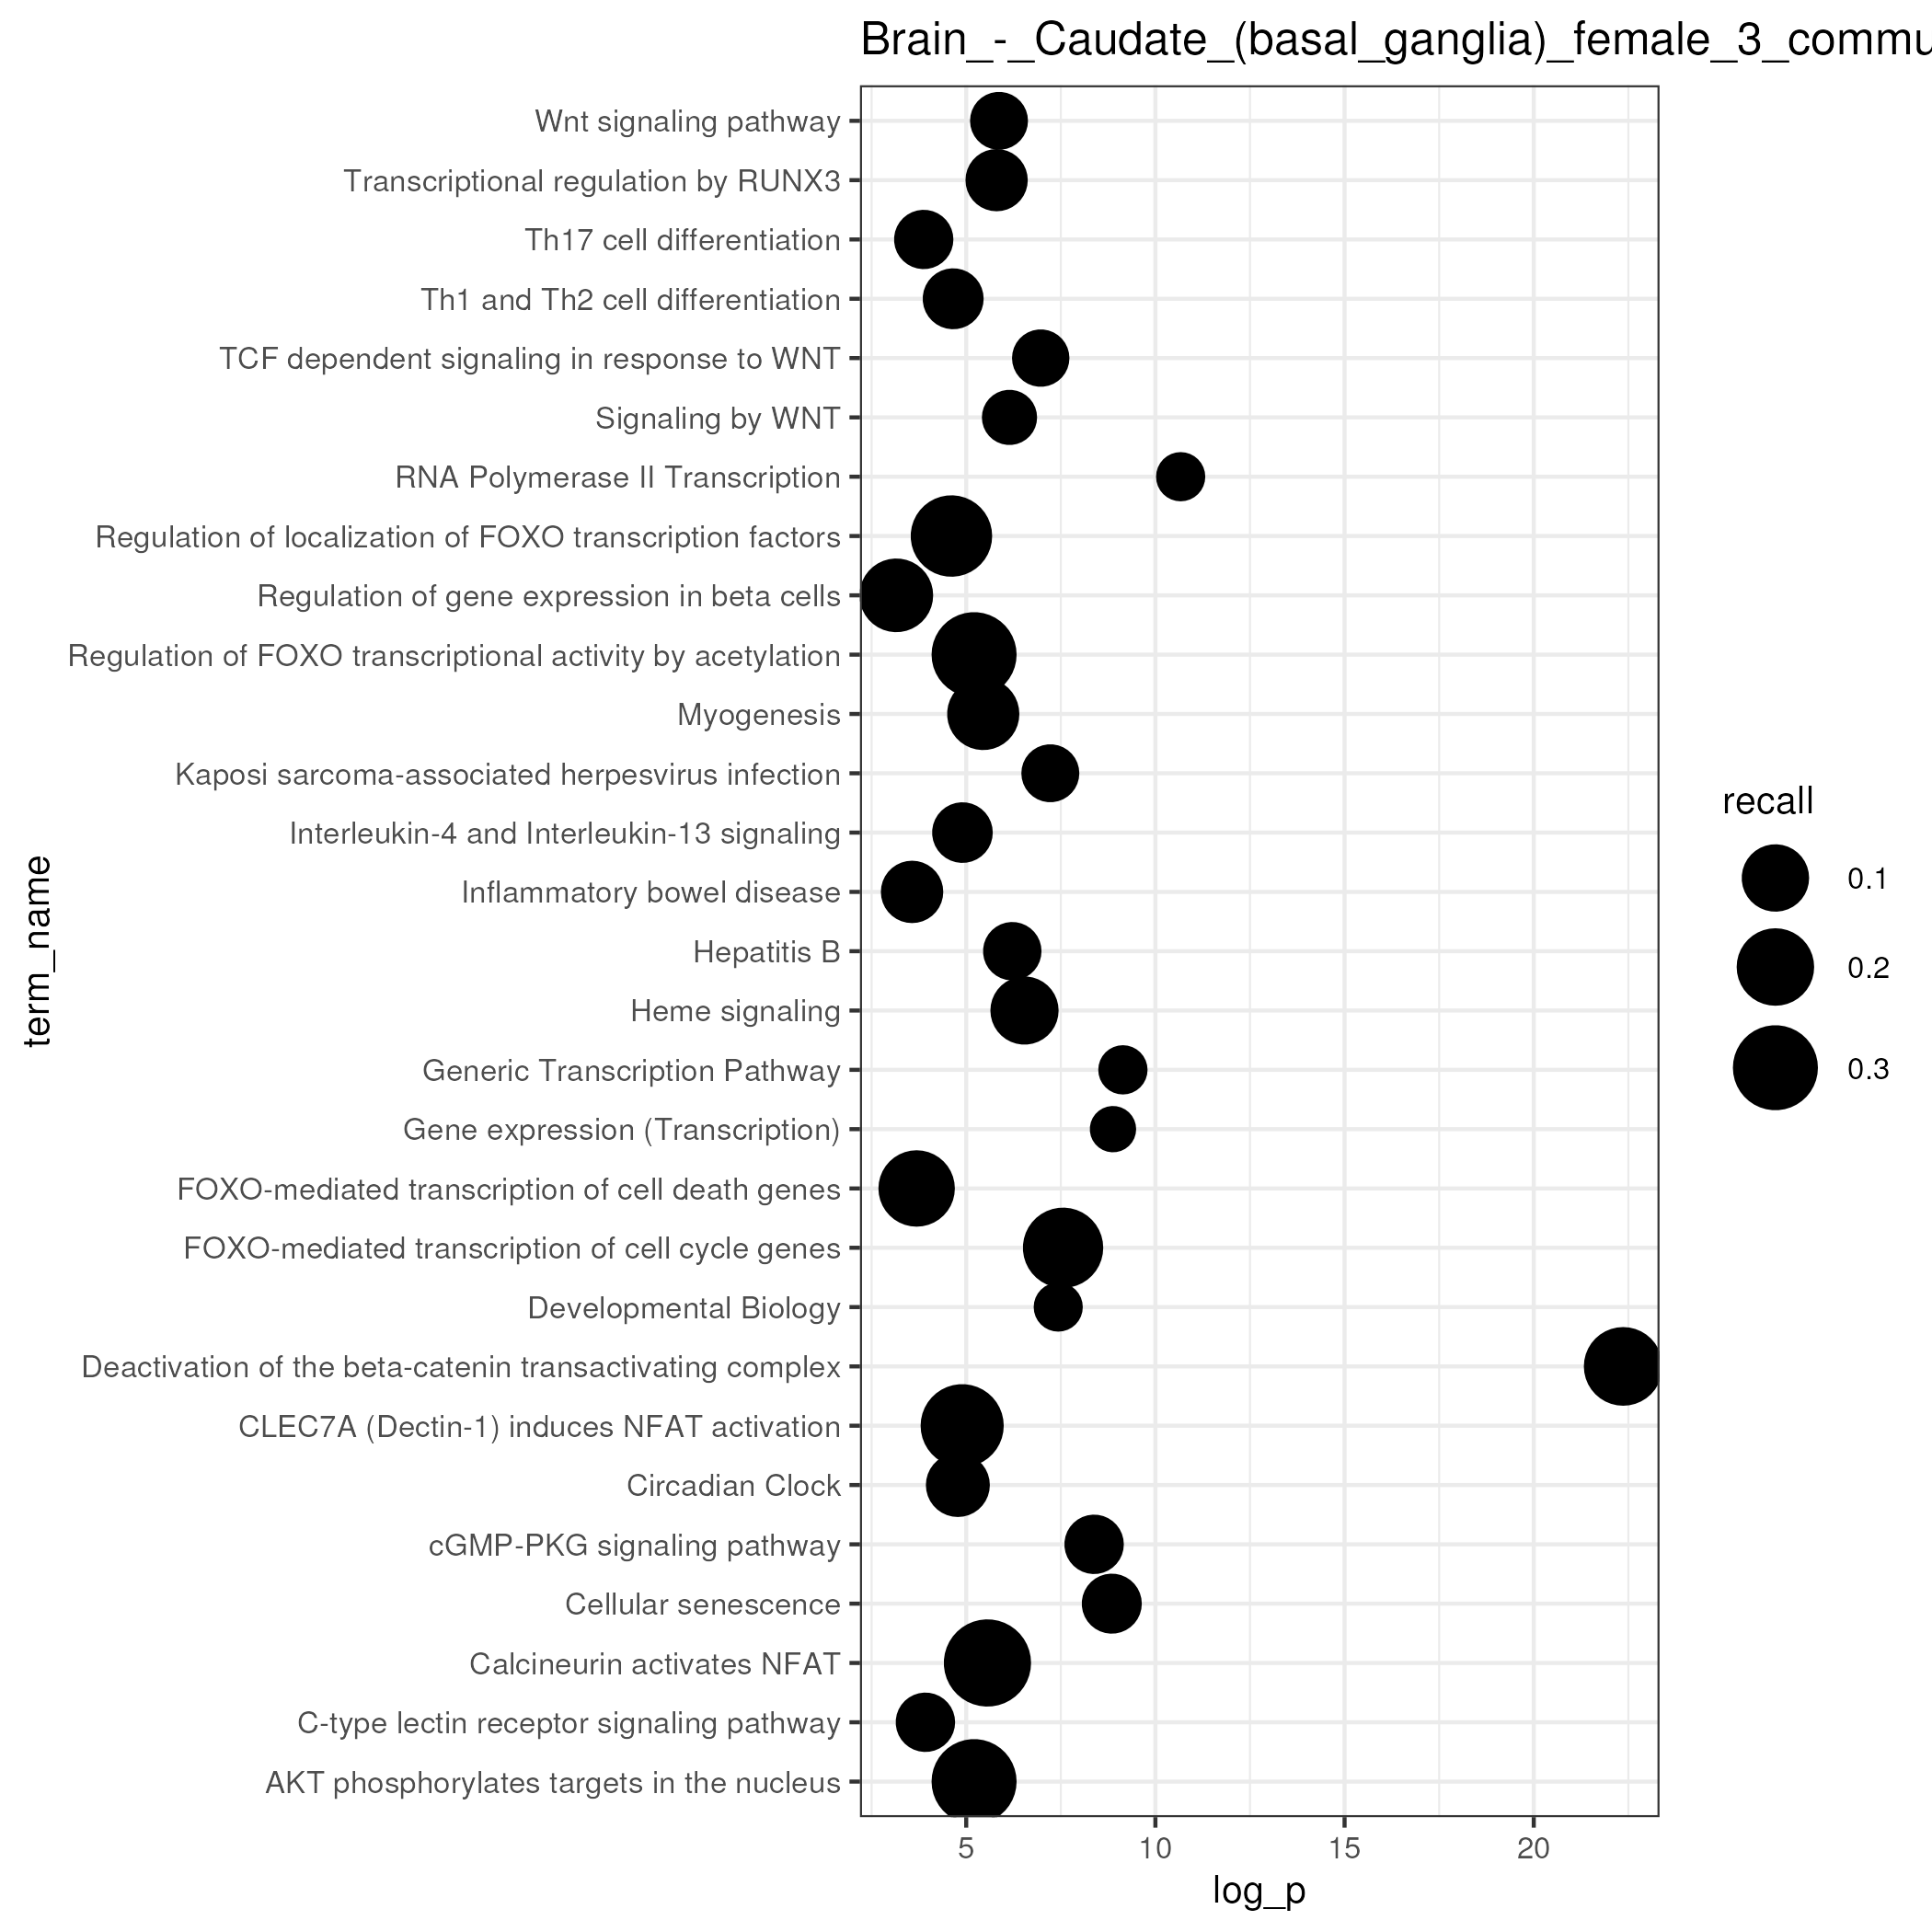 Brain_-_Caudate_(basal_ganglia)_female_3_commu
Wnt signaling pathway
Transcriptional regulation by RUNX3
Th17 cell differentiation
Th1 and Th2 cell differentiation
TCF dependent signaling in response to WNT
Signaling by WNT
RNA Polymerase II Transcription
Regulation of localization of FOXO transcription factors
Regulation of gene expression in beta cells
Regulation of FOXO transcriptional activity by acetylation
Myogenesis
Kaposi sarcoma-associated herpesvirus infection
Interleukin-4 and Interleukin-13 signaling
Inflammatory bowel disease
Hepatitis B
Heme signaling
Generic Transcription Pathway
Gene expression (Transcription)
FOXO-mediated transcription of cell death genes
FOXO-mediated transcription of cell cycle genes
Developmental Biology
Deactivation of the beta-catenin transactivating complex
CLEC7A (Dectin-1) induces NFAT activation
Circadian Clock
cGMP-PKG signaling pathway
Cellular senescence
Calcineurin activates NFAT
C-type lectin receptor signaling pathway
AKT phosphorylates targets in the nucleus
term_name
5 10 15 20
log_p
recall
0.1
0.2
0.3